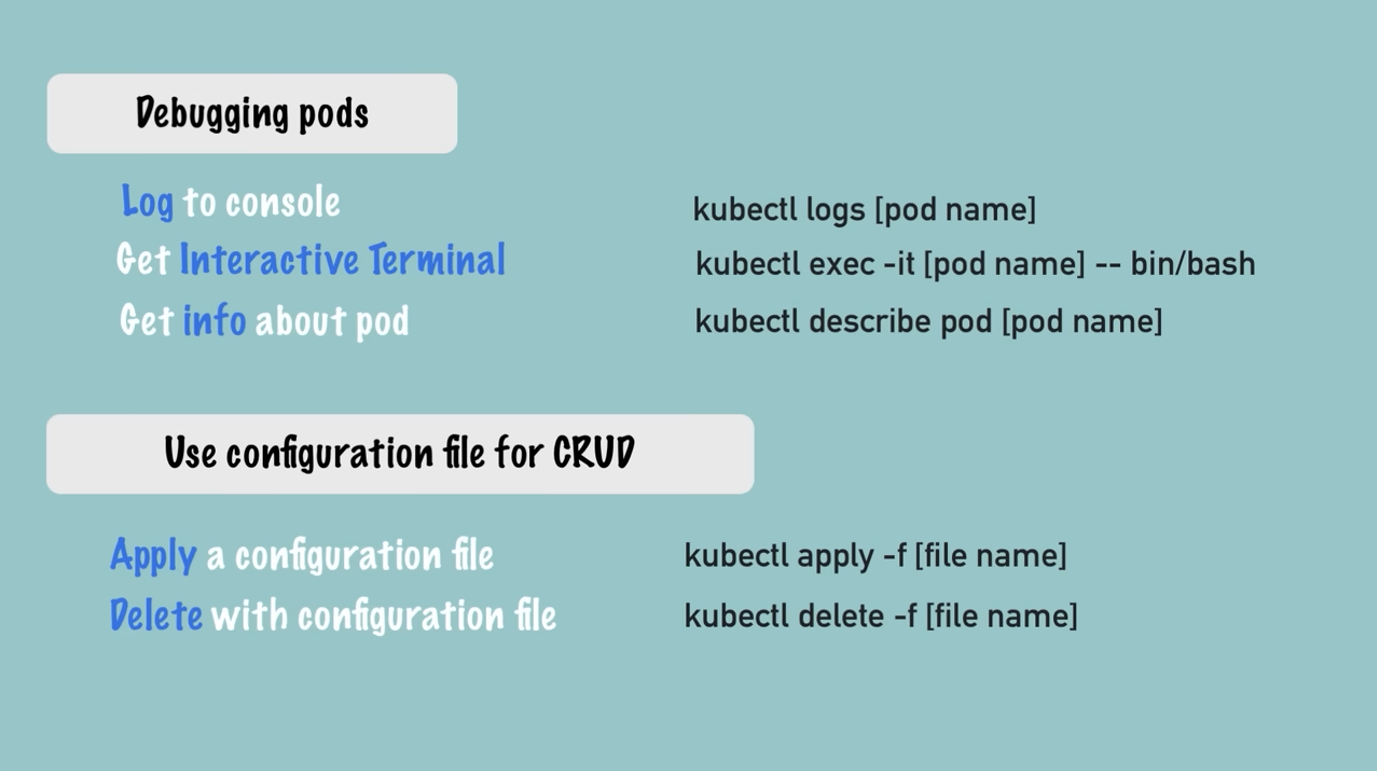 Debugging pods
Log to console kubectl logs [pod name]
Get Interactive Terminal kubectl exec -it [pod name] -- bin/bash
Get info about pod kubectl describe pod [pod name]
Use configuration file for CRUD
Apply a configuration file kubectl apply -f [file name]
Delete with configuration file kubectl delete -f [file name]